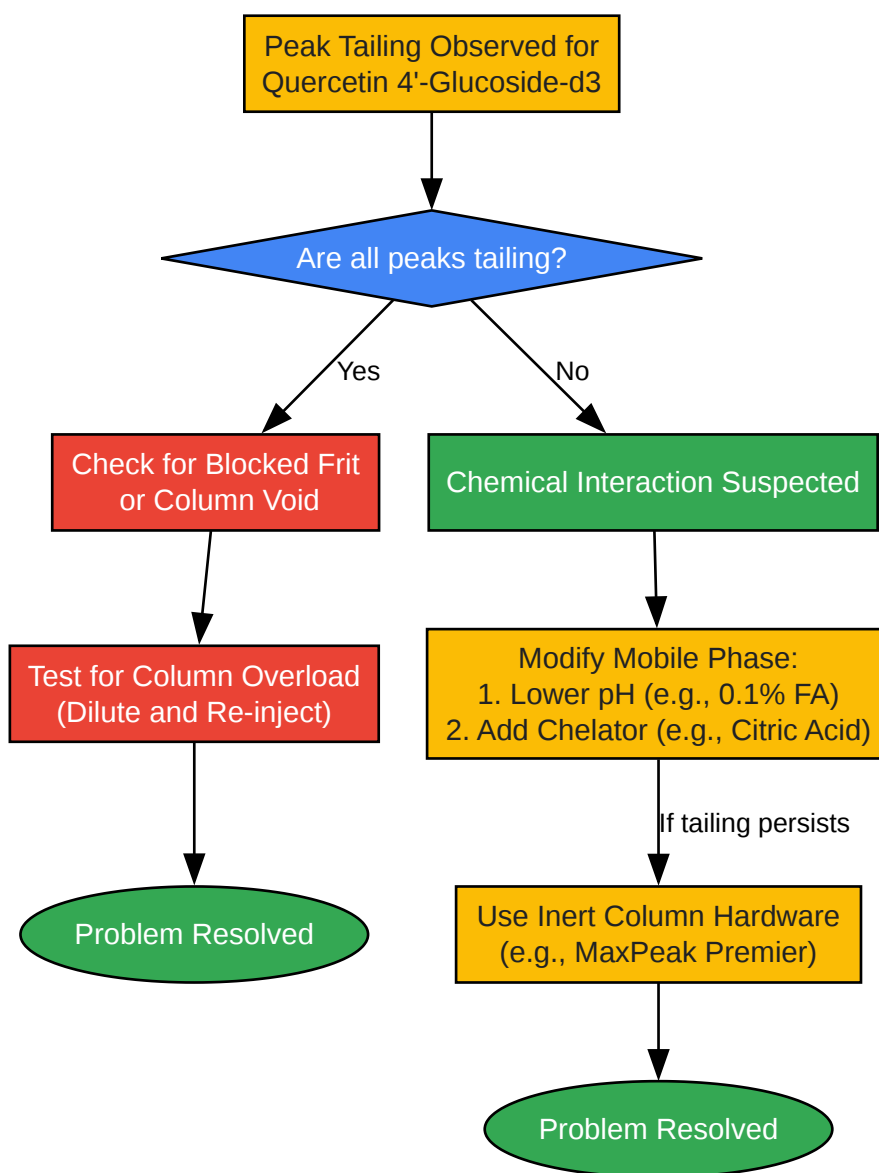 Peak Tailing Observed for
Quercetin 4'-Glucoside-d3
Are all peaks tailing?
Yes
No
Check for Blocked Frit
or Column Void
Chemical Interaction Suspected
Test for Column Overload
(Dilute and Re-inject)
Modify Mobile Phase:
1. Lower pH (e.g., 0.1% FA)
2. Add Chelator (e.g., Citric Acid)
If tailing persists
Problem Resolved
Use Inert Column Hardware
(e.g., MaxPeak Premier)
Problem Resolved